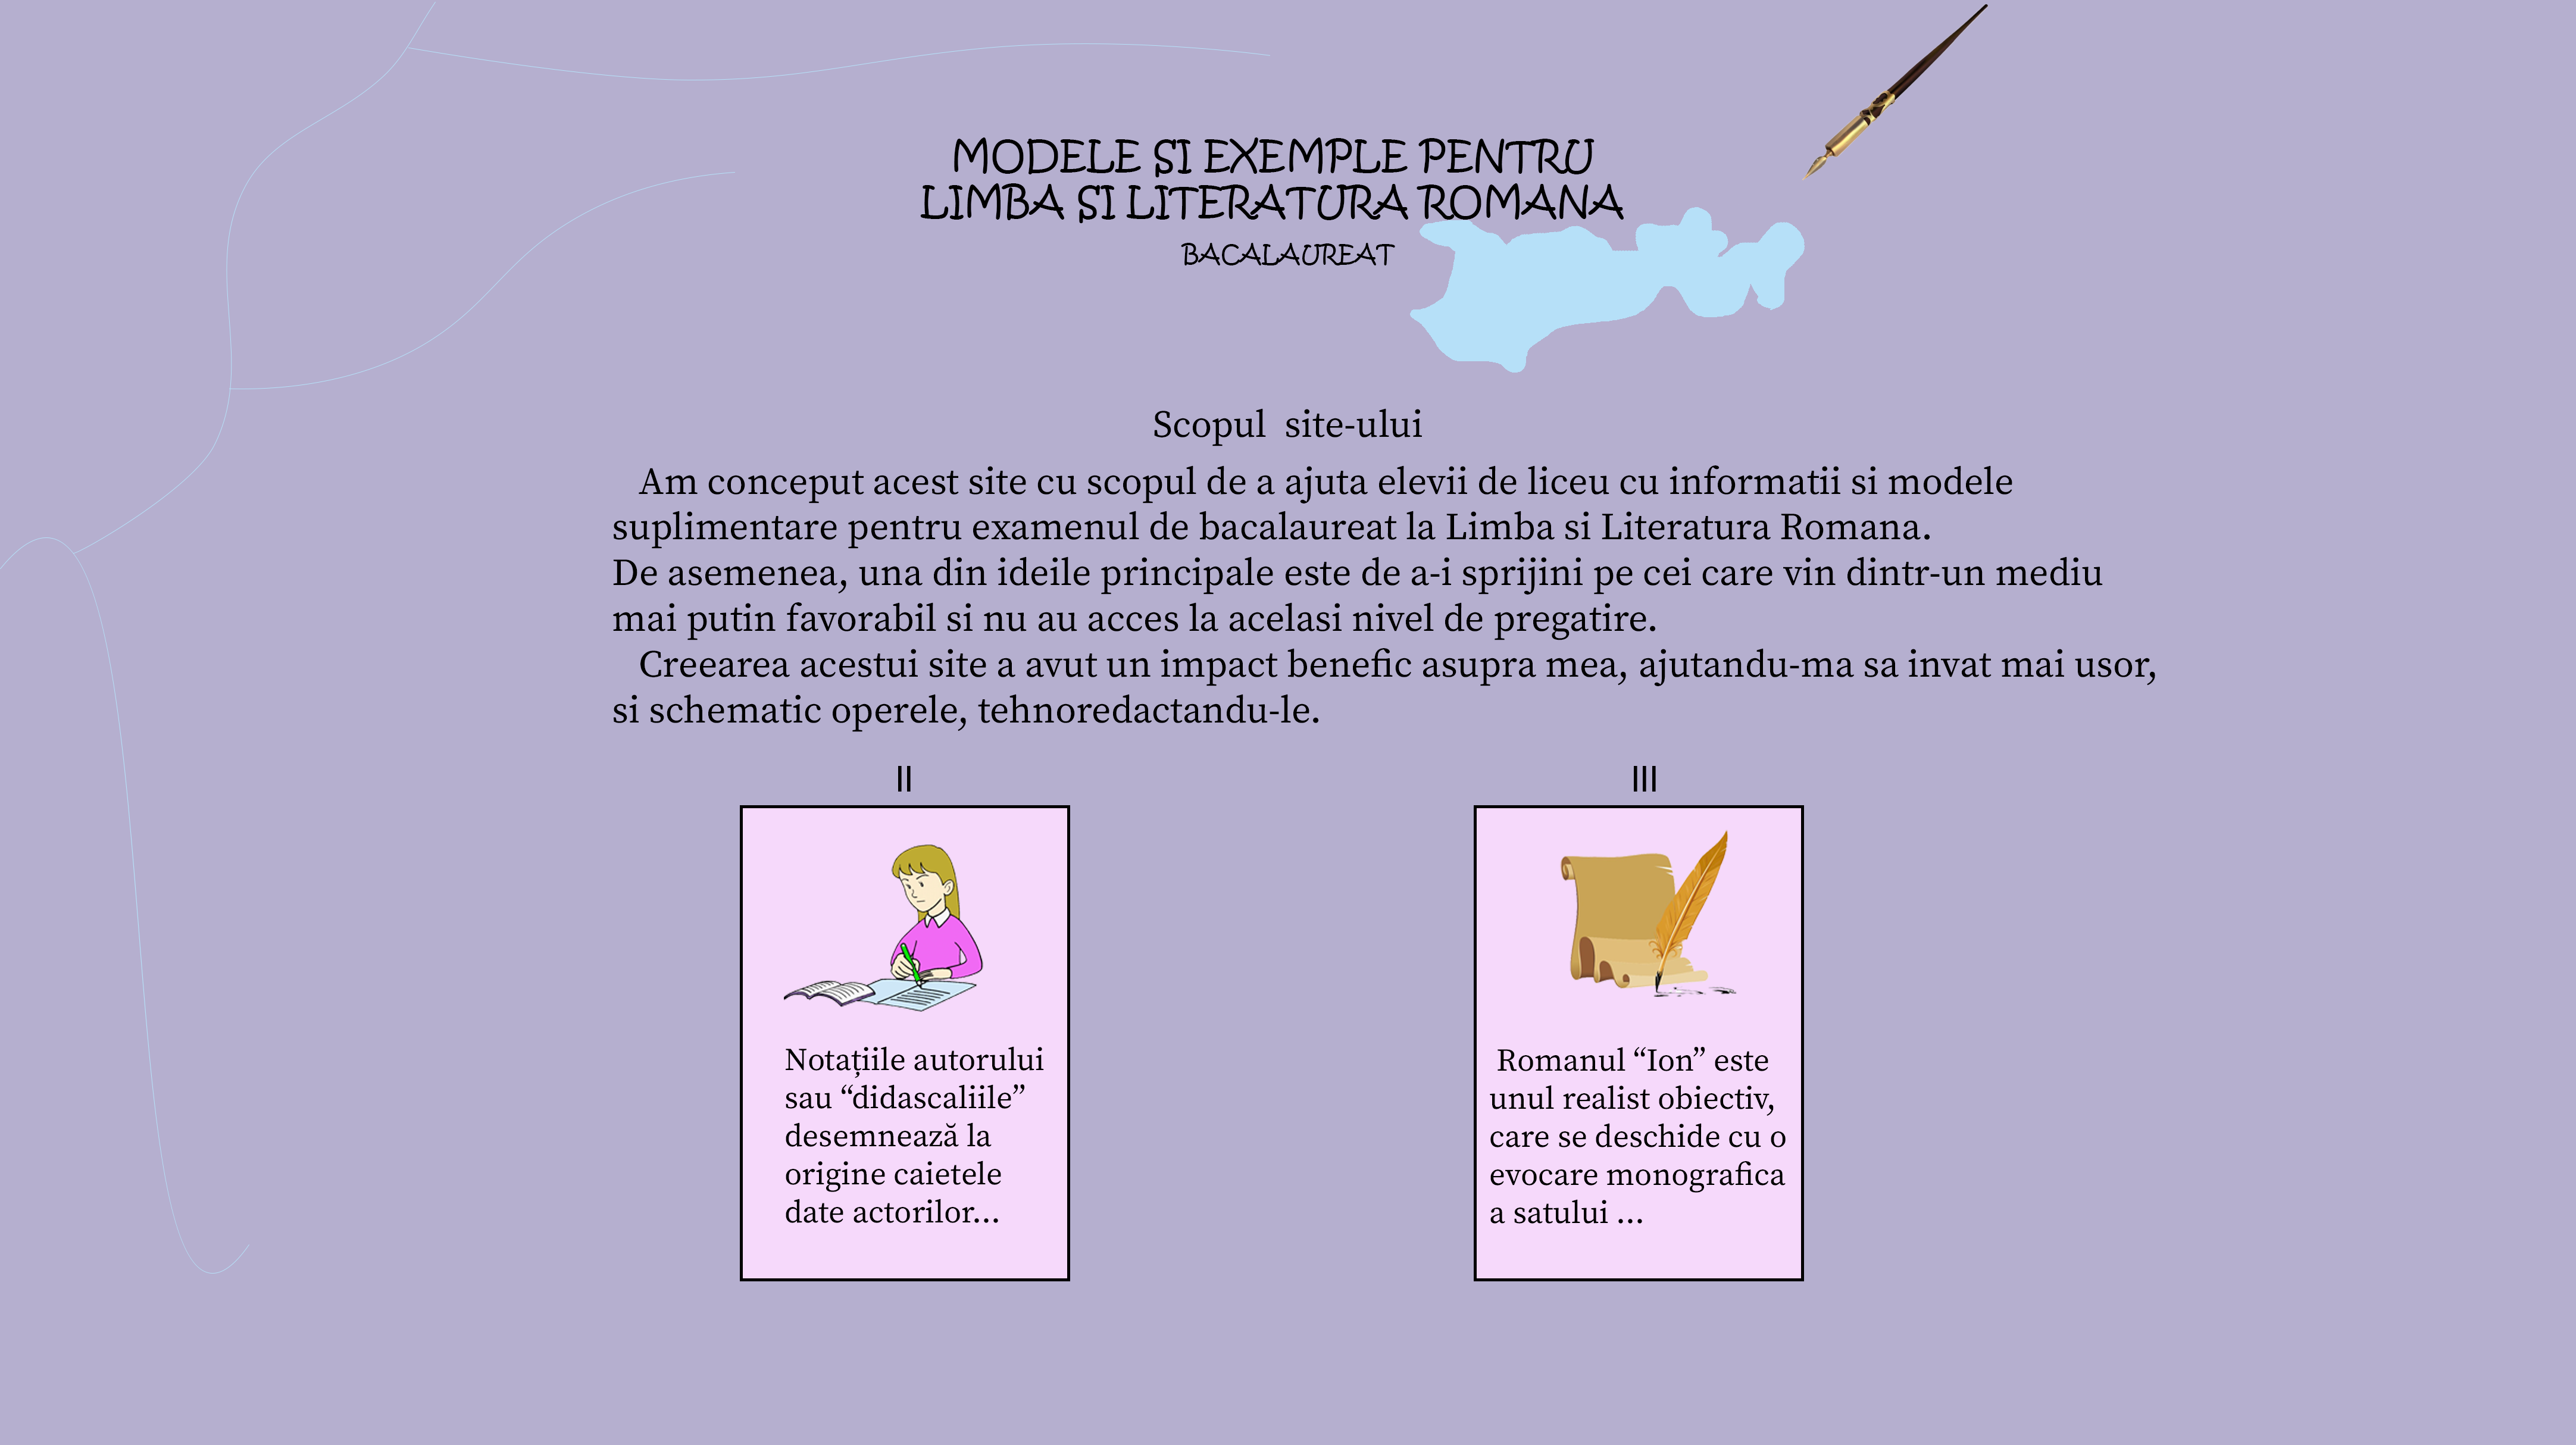 MODELE SI EXEMPLE PENTRU
LIMBA SI LITERATURA ROMANA
BACALAUREAT
Scopul site-ului
Am conceput acest site cu scopul de a ajuta elevii de liceu cu informatii si modele
suplimentare pentru examenul de bacalaureat la Limba si Literatura Romana.
De asemenea, una din ideile principale este de a-i sprijini pe cei care vin dintr-un mediu
mai putin favorabil si nu au acces la acelasi nivel de pregatire.
Creearea acestui site a avut un impact benefic asupra mea, ajutandu-ma sa invat mai usor,
si schematic operele, tehnoredactandu-le.
II
Notațiile autorului
sau “didascaliile”
desemnează la
origine caietele
date actorilor...
III
Romanul “Ion” este
unul realist obiectiv,
care se deschide cu o
evocare monografica
a satului ...